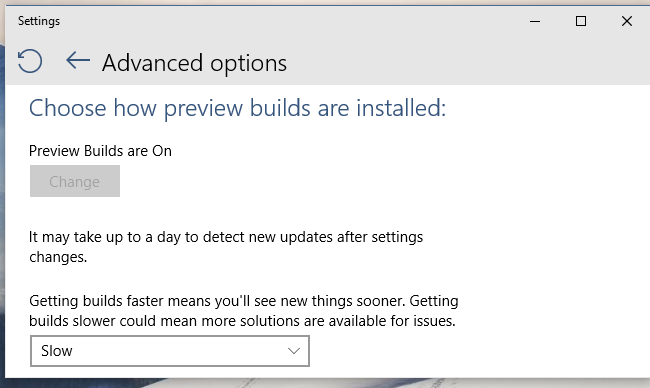 Settings
Advanced options
Choose how preview builds are installed:
Preview Builds are On
Change
It may take up to a day to detect new updates after settings
changes.
Getting builds faster means you'll see new things sooner. Getting
builds slower could mean more solutions are available for issues.
Slow